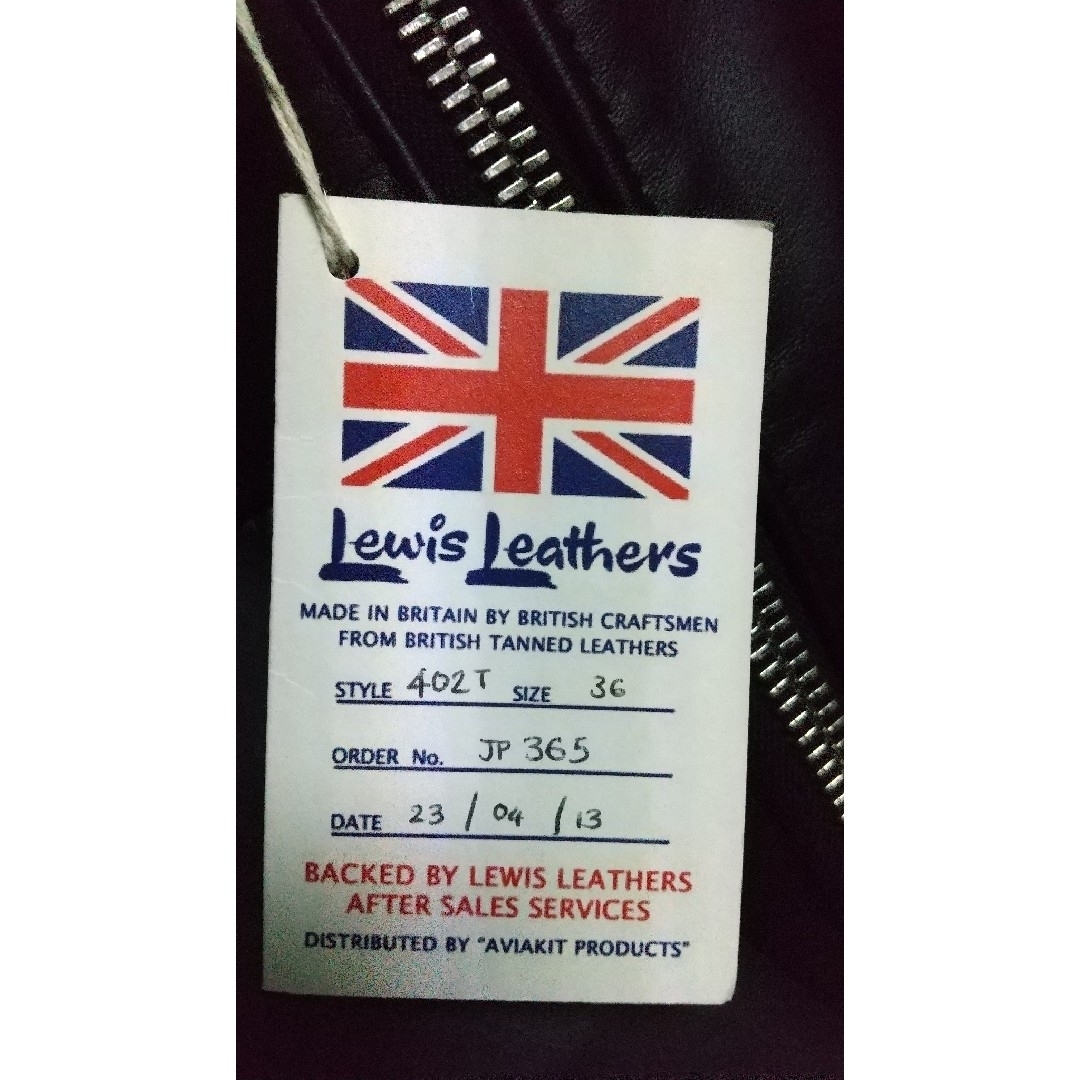 Lewis Leathers
MADE IN BRITAIN BY BRITISH CRAFTSMEN
FROM BRITISH TANNED LEATHERS
STYLE 402T SIZE 36
ORDER No. JP 365
DATE 23 / 04 / 13
BACKED BY LEWIS LEATHERS
AFTER SALES SERVICES
DISTRIBUTED BY "AVIAKIT PRODUCTS"